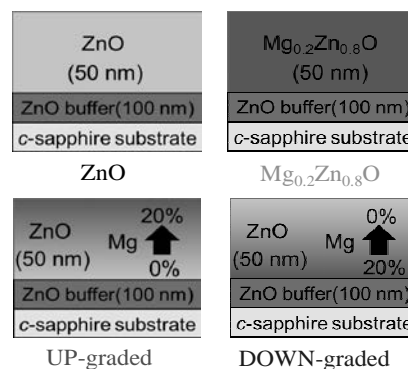 ZnO
(50 nm)
ZnO buffer(100 nm)
c-sapphire substrate
ZnO
Mg0.2Zn0.8O
(50 nm)
ZnO buffer(100 nm)
c-sapphire substrate
Mg0.2Zn0.8O
ZnO
(50 nm)
Mg
20%
0%
ZnO buffer(100 nm)
c-sapphire substrate
UP-graded
ZnO
(50 nm)
Mg
0%
20%
ZnO buffer(100 nm)
c-sapphire substrate
DOWN-graded